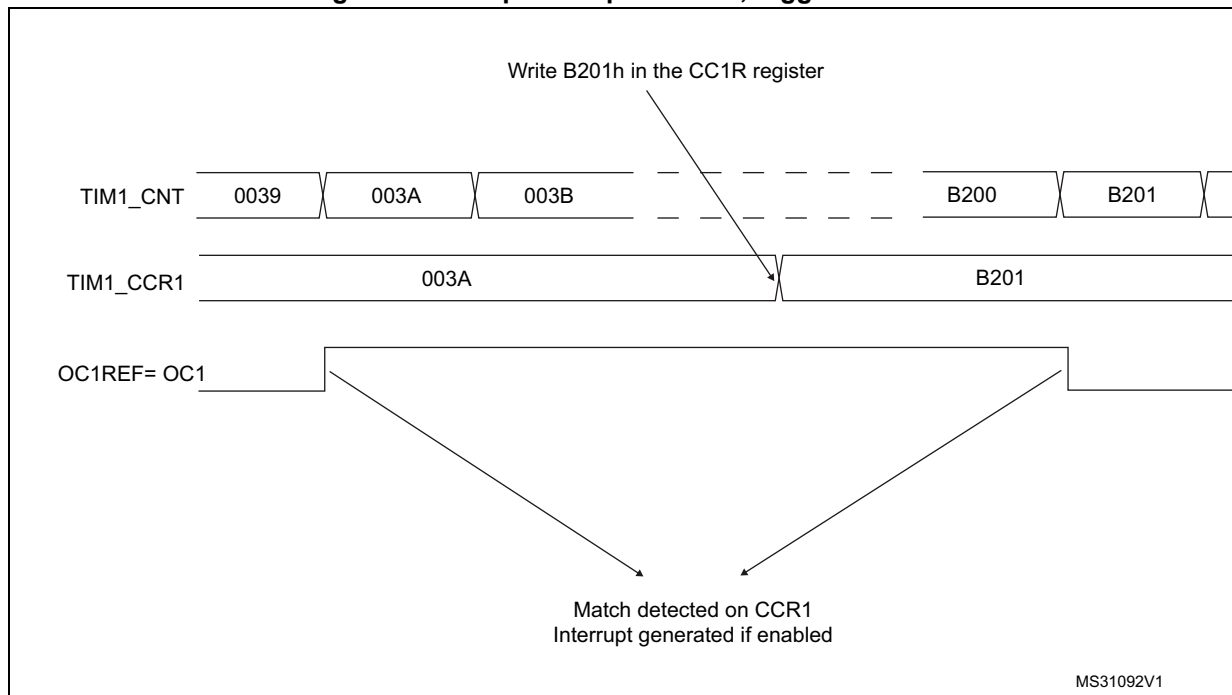 Write B201h in the CC1R register
TIM1_CNT 0039 003A 003B B200 B201
TIM1_CCR1 003A B201
OC1REF= OC1
Match detected on CCR1
Interrupt generated if enabled
MS31092V1